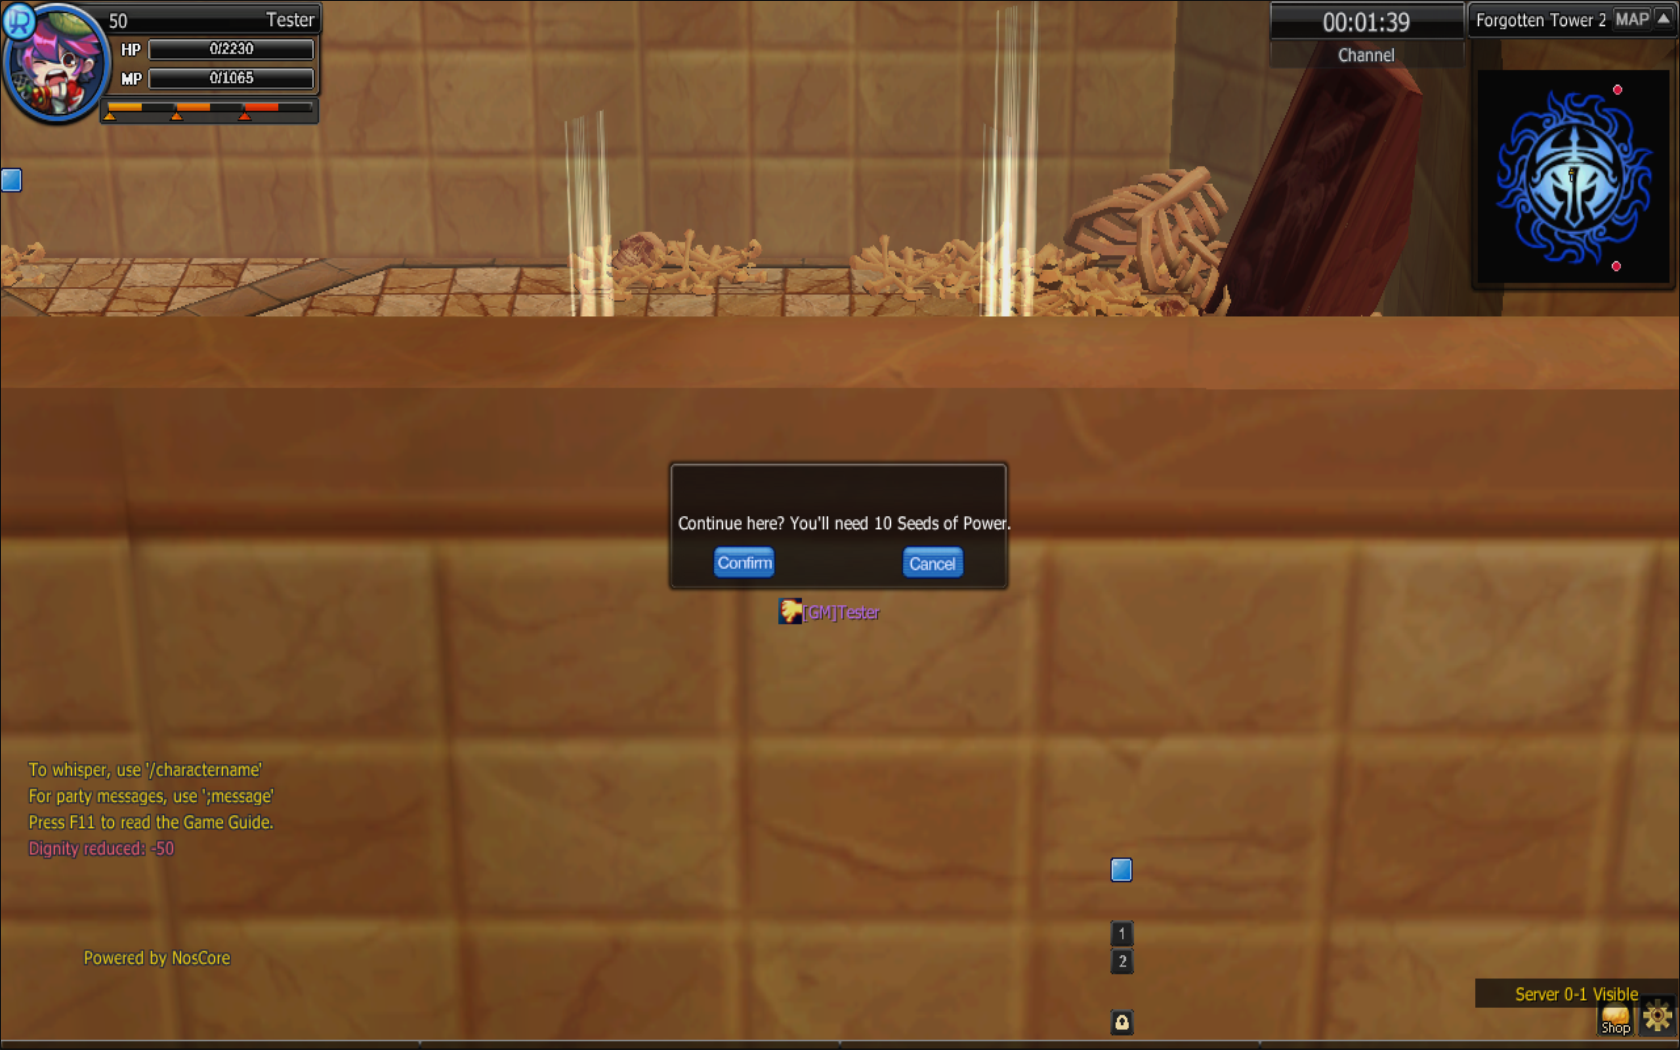 50 Tester
HP 0/2230
MP 0/1065
00:01:39
Channel
Forgotten Tower 2 MAP
Continue here? You'll need 10 Seeds of Power.
Confirm Cancel
[GM]Tester
To whisper, use '/charactername'
For party messages, use ';message'
Press F11 to read the Game Guide.
Dignity reduced: -50
Powered by NosCore
1
2
Server 0-1 Visible
Shop